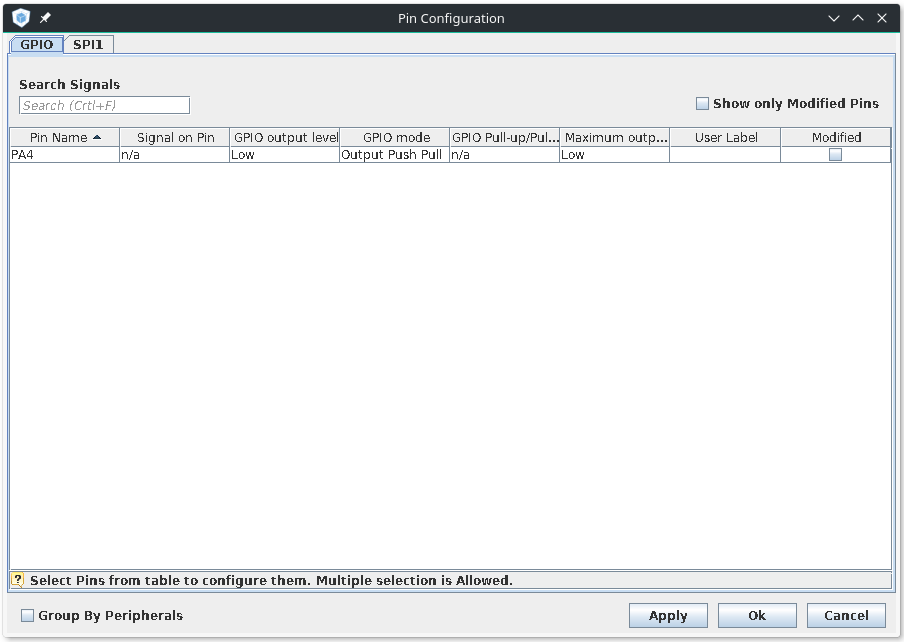 Pin Configuration
GPIO SPI1
Search Signals
Search (Crtl+F)
Show only Modified Pins
Pin Name Signal on Pin GPIO output level GPIO mode GPIO Pull-up/Pul... Maximum outp... User Label Modified
PA4 n/a Low Output Push Pull n/a Low
? Select Pins from table to configure them. Multiple selection is Allowed.
Group By Peripherals Apply Ok Cancel